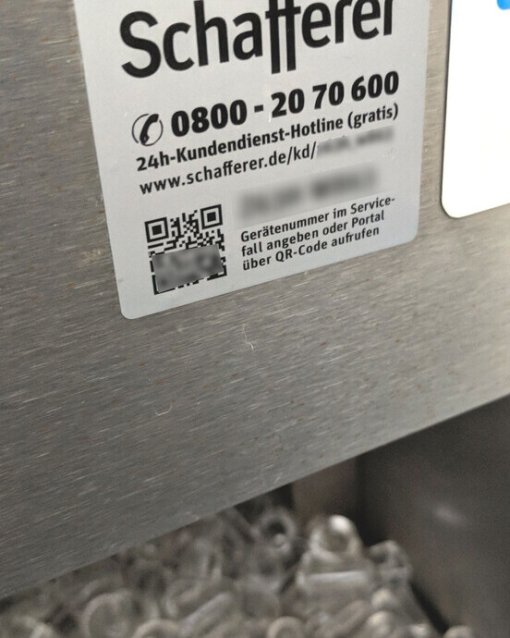 Schafferer
0800 - 20 70 600
24h-Kundendienst-Hotline (gratis)
www.schafferer.de/kd/
Gerätenummer im Service-
fall angeben oder Portal
über QR-Code aufrufen